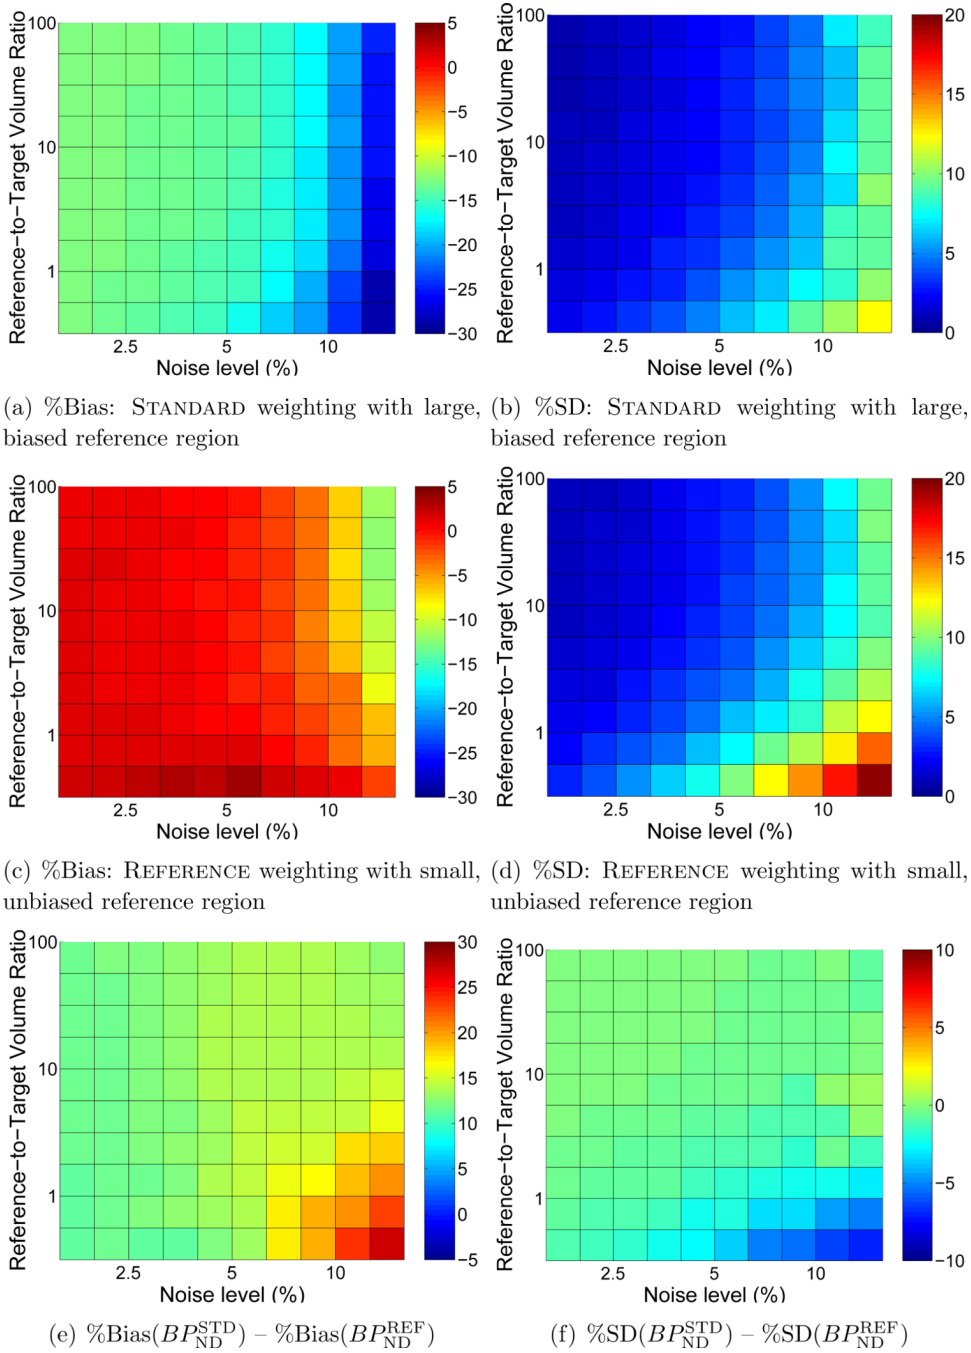 Reference−to−Target Volume Ratio
100
10
1
2.5 5 10
Noise level (%)
5
0
−5
−10
−15
−20
−25
−30
Reference−to−Target Volume Ratio
100
10
1
2.5 5 10
Noise level (%)
20
15
10
5
0
(a) %Bias: STANDARD weighting with large,
biased reference region
(b) %SD: STANDARD weighting with large,
biased reference region
Reference−to−Target Volume Ratio
100
10
1
2.5 5 10
Noise level (%)
5
0
−5
−10
−15
−20
−25
−30
Reference−to−Target Volume Ratio
100
10
1
2.5 5 10
Noise level (%)
20
15
10
5
0
(c) %Bias: REFERENCE weighting with small,
unbiased reference region
(d) %SD: REFERENCE weighting with small,
unbiased reference region
Reference−to−Target Volume Ratio
100
10
1
2.5 5 10
Noise level (%)
30
25
20
15
10
5
0
−5
Reference−to−Target Volume Ratio
100
10
1
2.5 5 10
Noise level (%)
10
5
0
−5
−10
(e) %Bias(BP_ND^STD) – %Bias(BP_ND^REF)
(f) %SD(BP_ND^STD) – %SD(BP_ND^REF)